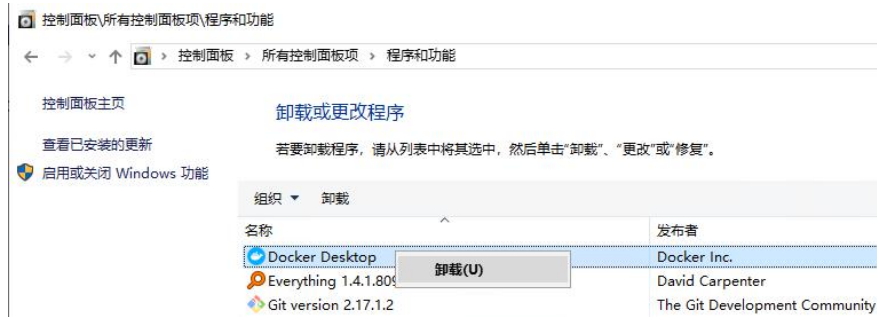 控制面板\所有控制面板项\程序和功能
控制面板 › 所有控制面板项 › 程序和功能
控制面板主页
卸载或更改程序
查看已安装的更新
若要卸载程序，请从列表中将其选中，然后单击“卸载”、“更改”或“修复”。
启用或关闭 Windows 功能
组织 卸载
名称 发布者
Docker Desktop Docker Inc.
卸载(U)
Everything 1.4.1.809 David Carpenter
Git version 2.17.1.2 The Git Development Community